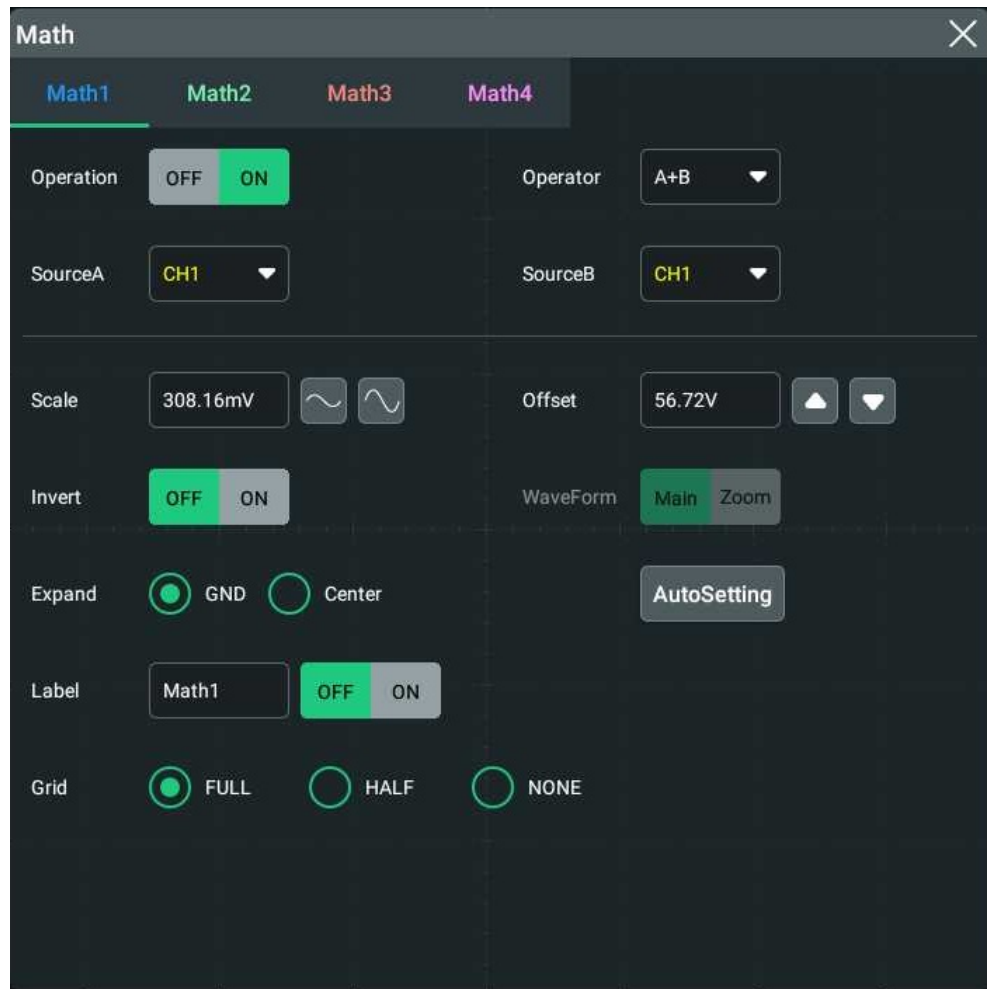 Math
Math1 Math2 Math3 Math4
Operation OFF ON Operator A+B
SourceA CH1 SourceB CH1
Scale 308.16mV Offset 56.72V
Invert OFF ON WaveForm Main Zoom
Expand GND Center AutoSetting
Label Math1 OFF ON
Grid FULL HALF NONE